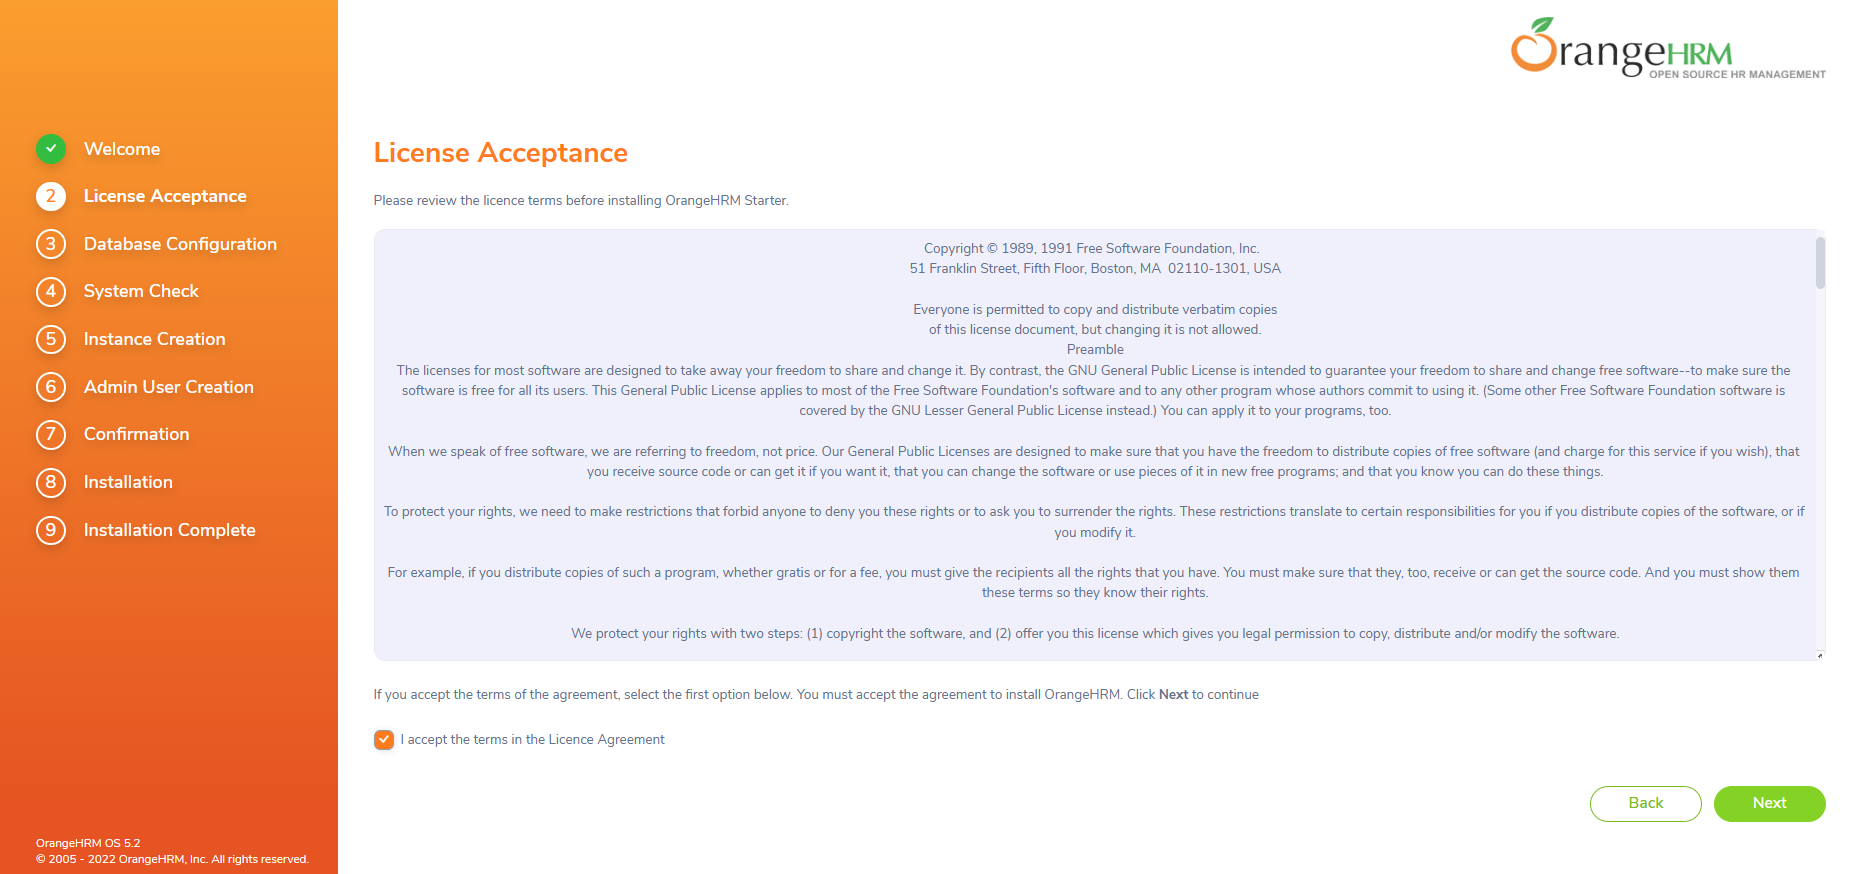 OrangeHRM
OPEN SOURCE HR MANAGEMENT
Welcome
2 License Acceptance
3 Database Configuration
4 System Check
5 Instance Creation
6 Admin User Creation
7 Confirmation
8 Installation
9 Installation Complete
OrangeHRM OS 5.2
© 2005 - 2022 OrangeHRM, Inc. All rights reserved.
License Acceptance
Please review the licence terms before installing OrangeHRM Starter.
Copyright © 1989, 1991 Free Software Foundation, Inc.
51 Franklin Street, Fifth Floor, Boston, MA  02110-1301, USA
Everyone is permitted to copy and distribute verbatim copies
of this license document, but changing it is not allowed.
Preamble
The licenses for most software are designed to take away your freedom to share and change it. By contrast, the GNU General Public License is intended to guarantee your freedom to share and change free software--to make sure the
software is free for all its users. This General Public License applies to most of the Free Software Foundation's software and to any other program whose authors commit to using it. (Some other Free Software Foundation software is
covered by the GNU Lesser General Public License instead.) You can apply it to your programs, too.
When we speak of free software, we are referring to freedom, not price. Our General Public Licenses are designed to make sure that you have the freedom to distribute copies of free software (and charge for this service if you wish), that
you receive source code or can get it if you want it, that you can change the software or use pieces of it in new free programs; and that you know you can do these things.
To protect your rights, we need to make restrictions that forbid anyone to deny you these rights or to ask you to surrender the rights. These restrictions translate to certain responsibilities for you if you distribute copies of the software, or if
you modify it.
For example, if you distribute copies of such a program, whether gratis or for a fee, you must give the recipients all the rights that you have. You must make sure that they, too, receive or can get the source code. And you must show them
these terms so they know their rights.
We protect your rights with two steps: (1) copyright the software, and (2) offer you this license which gives you legal permission to copy, distribute and/or modify the software.
If you accept the terms of the agreement, select the first option below. You must accept the agreement to install OrangeHRM. Click Next to continue
I accept the terms in the Licence Agreement
Back
Next